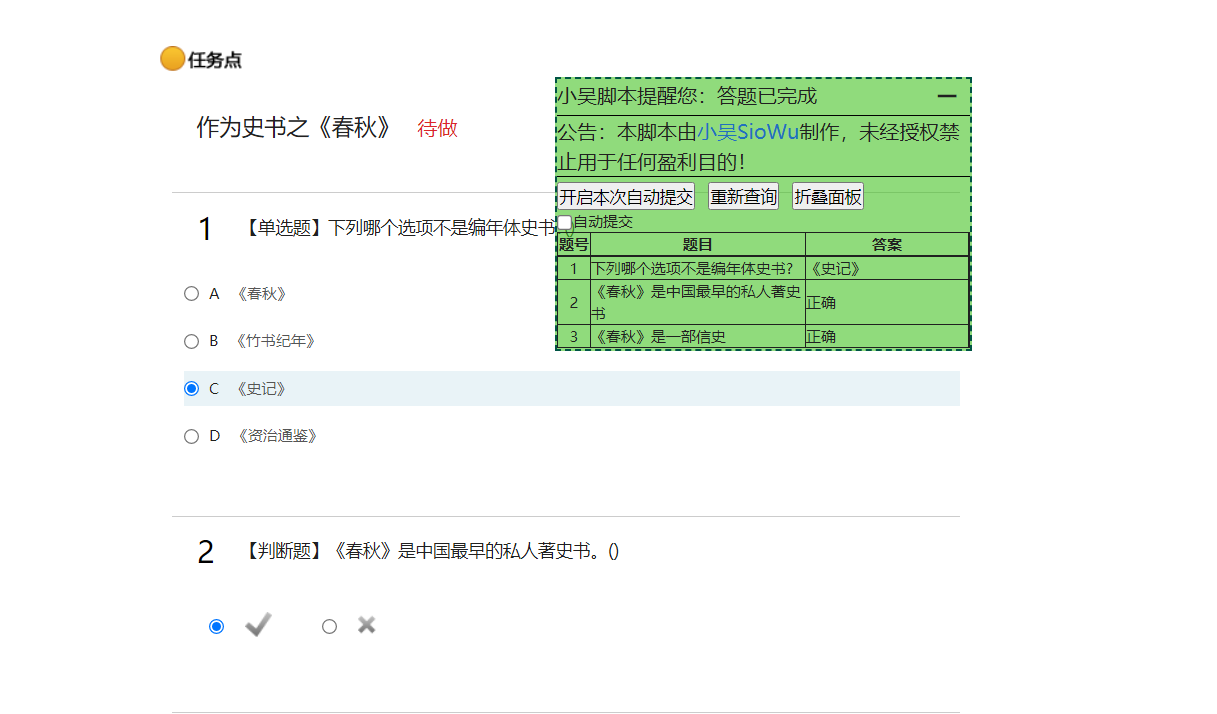 任务点
作为史书之《春秋》 待做
小吴脚本提醒您：答题已完成
公告：本脚本由小吴SioWu制作，未经授权禁
止用于任何盈利目的！
开启本次自动提交 重新查询 折叠面板
自动提交
题号 题目 答案
1 下列哪个选项不是编年体史书? 《史记》
2 《春秋》是中国最早的私人著史
书 正确
3 《春秋》是一部信史 正确
1 【单选题】下列哪个选项不是编年体史书
A 《春秋》
B 《竹书纪年》
C 《史记》
D 《资治通鉴》
2 【判断题】《春秋》是中国最早的私人著史书。()